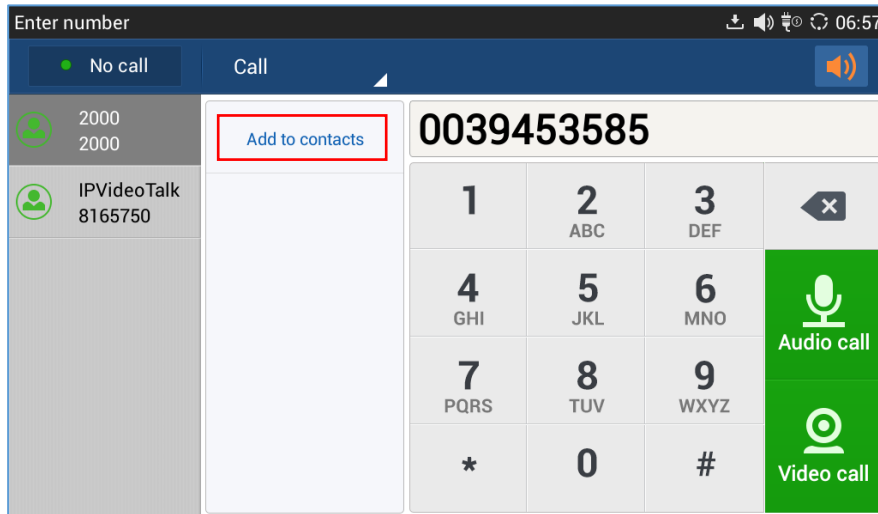 Enter number
06:57
No call
Call
2000
2000
IPVideoTalk
8165750
Add to contacts
0039453585
1
2
ABC
3
DEF
4
GHI
5
JKL
6
MNO
7
PQRS
8
TUV
9
WXYZ
*
0
#
Audio call
Video call